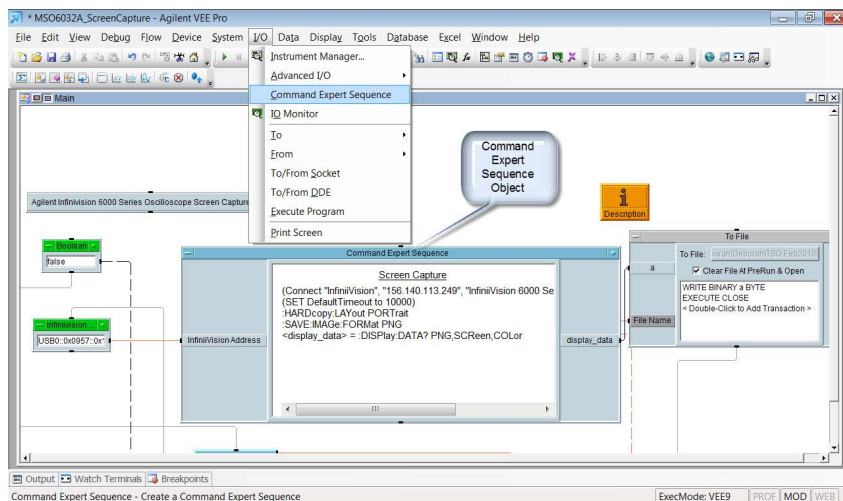 * MSO6032A_ScreenCapture - Agilent VEE Pro
File Edit View Debug Flow Device System I/O Data Display Tools Database Excel Window Help
Main
Instrument Manager...
Advanced I/O
Command Expert Sequence
IO Monitor
To
From
To/From Socket
To/From DDE
Execute Program
Print Screen
Command
Expert
Sequence
Object
Description
Agilent Infiniivision 6000 Series Oscilloscope Screen Capture
Boolean
false
Infiniivision ...
USB0::0x0957::0x1
Command Expert Sequence
InfiniiVision Address
Screen Capture
(Connect "InfiniiVision", "156.140.113.249", "InfiniiVision 6000 Se
(SET DefaultTimeout to 10000)
:HARDcopy:LAYout PORTrait
:SAVE:IMAGe:FORMat PNG
<display_data> = :DISPlay:DATA? PNG,SCReen,COLor
display_data
To File
To File:
a
Clear File At PreRun & Open
File Name
WRITE BINARY a BYTE
EXECUTE CLOSE
< Double-Click to Add Transaction >
Output Watch Terminals Breakpoints
Command Expert Sequence - Create a Command Expert Sequence
ExecMode: VEE9 PROF MOD WEB